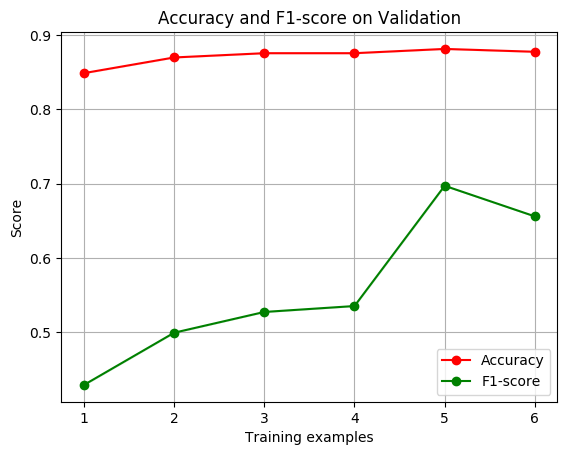 Accuracy and F1-score on Validation
0.9
0.8
0.7
0.6
0.5
Score
1 2 3 4 5 6
Training examples
Accuracy
F1-score